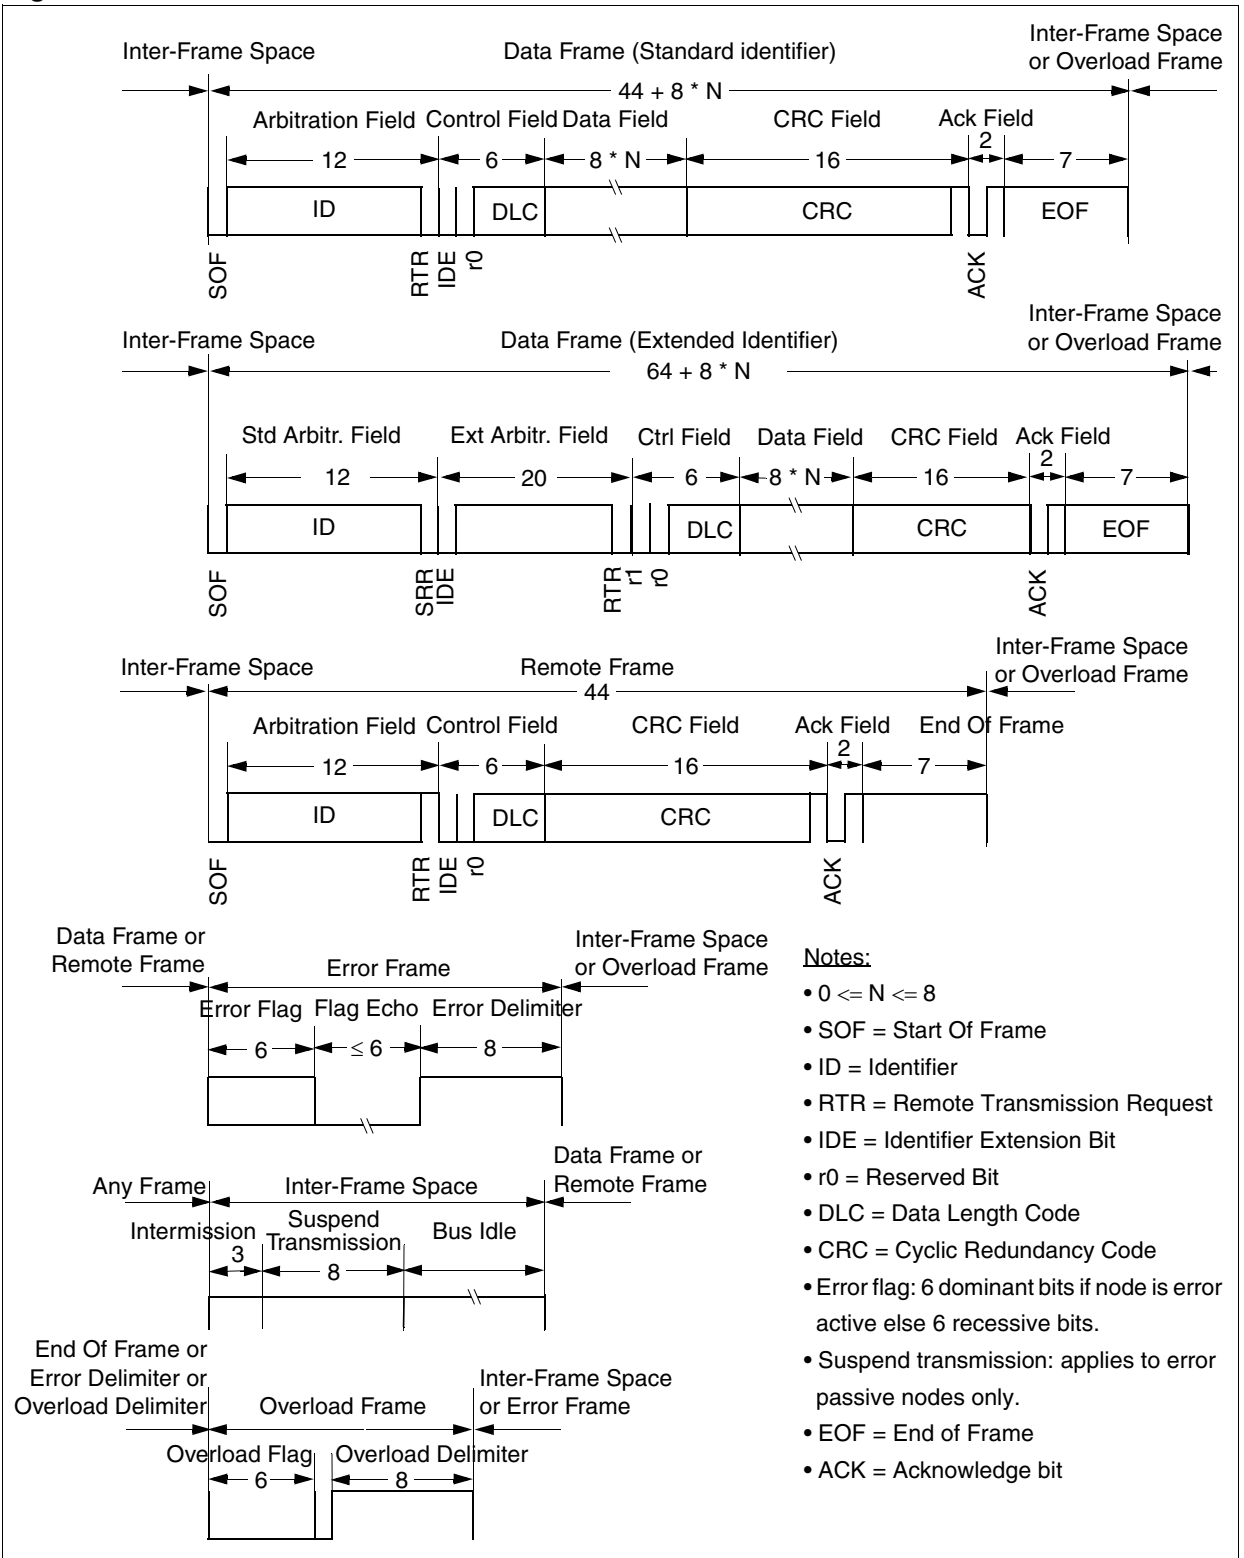 Inter-Frame Space
Data Frame (Standard identifier)
Inter-Frame Space
or Overload Frame
44 + 8 * N
Arbitration Field
Control Field
Data Field
CRC Field
Ack Field
12
6
8 * N
16
2
7
ID
DLC
CRC
EOF
SOF
RTR
IDE
r0
ACK
Inter-Frame Space
Data Frame (Extended Identifier)
Inter-Frame Space
or Overload Frame
64 + 8 * N
Std Arbitr. Field
Ext Arbitr. Field
Ctrl Field
Data Field
CRC Field
Ack Field
12
20
6
8 * N
16
2
7
ID
DLC
CRC
EOF
SOF
SRR
IDE
RTR
r1
r0
ACK
Inter-Frame Space
Remote Frame
Inter-Frame Space
or Overload Frame
44
Arbitration Field
Control Field
CRC Field
Ack Field
End Of Frame
12
6
16
2
7
ID
DLC
CRC
SOF
RTR
IDE
r0
ACK
Data Frame or
Remote Frame
Error Frame
Inter-Frame Space
or Overload Frame
Error Flag
Flag Echo
Error Delimiter
6
≤ 6
8
Any Frame
Inter-Frame Space
Data Frame or
Remote Frame
Intermission
3
Suspend
Transmission
8
Bus Idle
End Of Frame or
Error Delimiter or
Overload Delimiter
Overload Frame
Inter-Frame Space
or Error Frame
Overload Flag
Overload Delimiter
6
8
Notes:
• 0 <= N <= 8
• SOF = Start Of Frame
• ID = Identifier
• RTR = Remote Transmission Request
• IDE = Identifier Extension Bit
• r0 = Reserved Bit
• DLC = Data Length Code
• CRC = Cyclic Redundancy Code
• Error flag: 6 dominant bits if node is error
active else 6 recessive bits.
• Suspend transmission: applies to error
passive nodes only.
• EOF = End of Frame
• ACK = Acknowledge bit